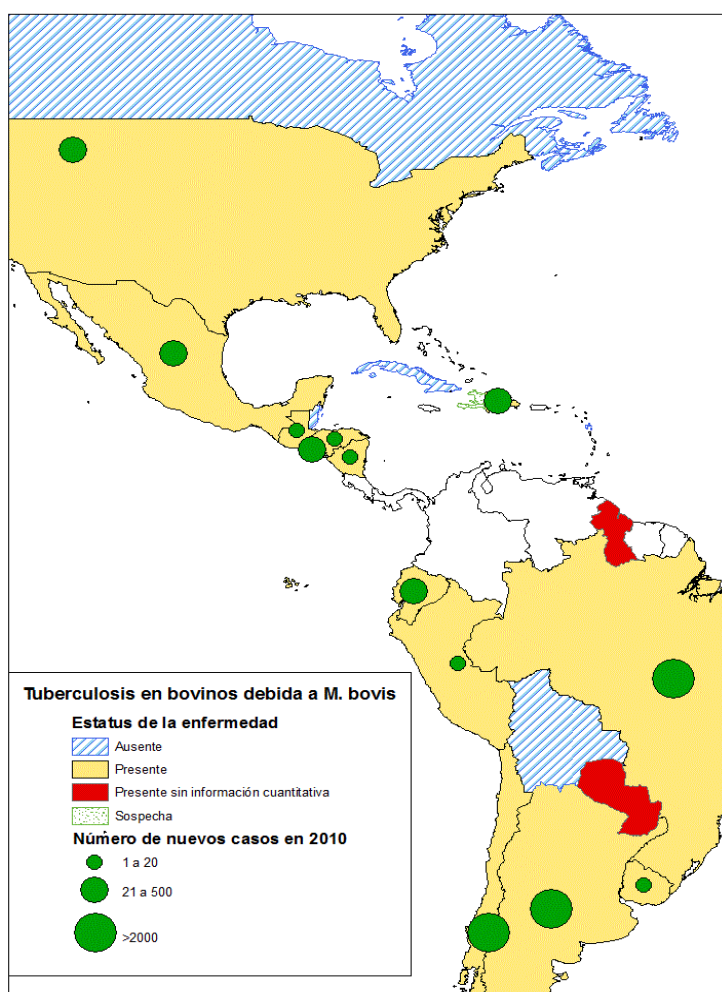 Tuberculosis en bovinos debida a M. bovis
Estatus de la enfermedad
Ausente
Presente
Presente sin información cuantitativa
Sospecha
Número de nuevos casos en 2010
1 a 20
21 a 500
>2000